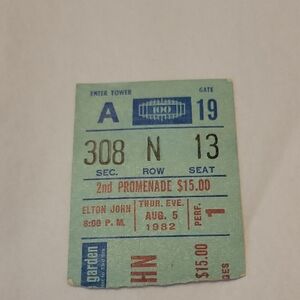 ENTER TOWER GATE
A 100 19
308 N 13
SEC. ROW SEAT
2nd PROMENADE $15.00
ELTON JOHN THUR. EVE.
8:00 P. M. AUG. 5
1982
PERF. 1
garden
HN
$15.00